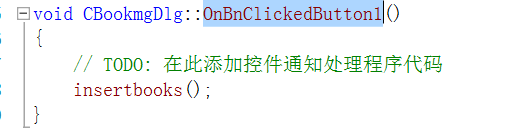 void CBookmgDlg::OnBnClickedButton1()
{
// TODO: 在此添加控件通知处理程序代码
insertbooks();
}